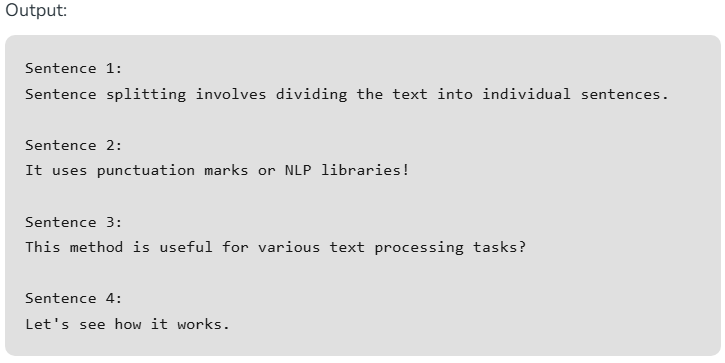 Output:
Sentence 1:
Sentence splitting involves dividing the text into individual sentences.
Sentence 2:
It uses punctuation marks or NLP libraries!
Sentence 3:
This method is useful for various text processing tasks?
Sentence 4:
Let's see how it works.